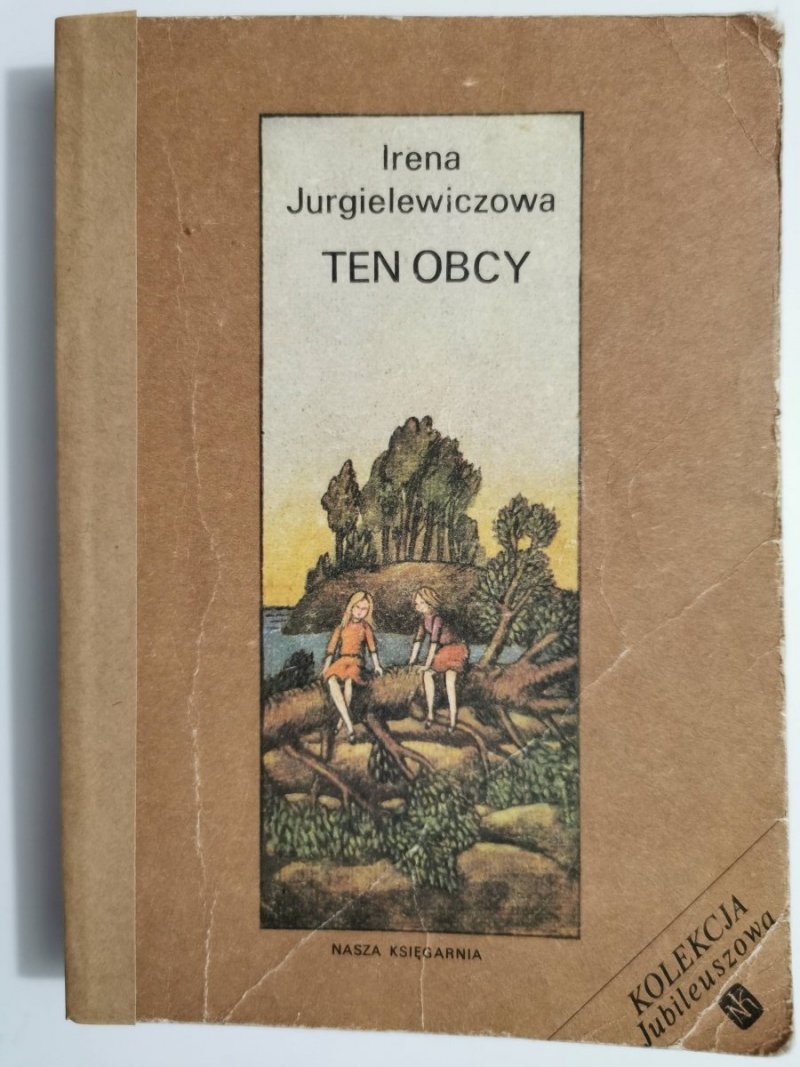 Irena
Jurgielewiczowa
TEN OBCY
NASZA KSIĘGARNIA
KOLEKCJA
Jubileuszowa